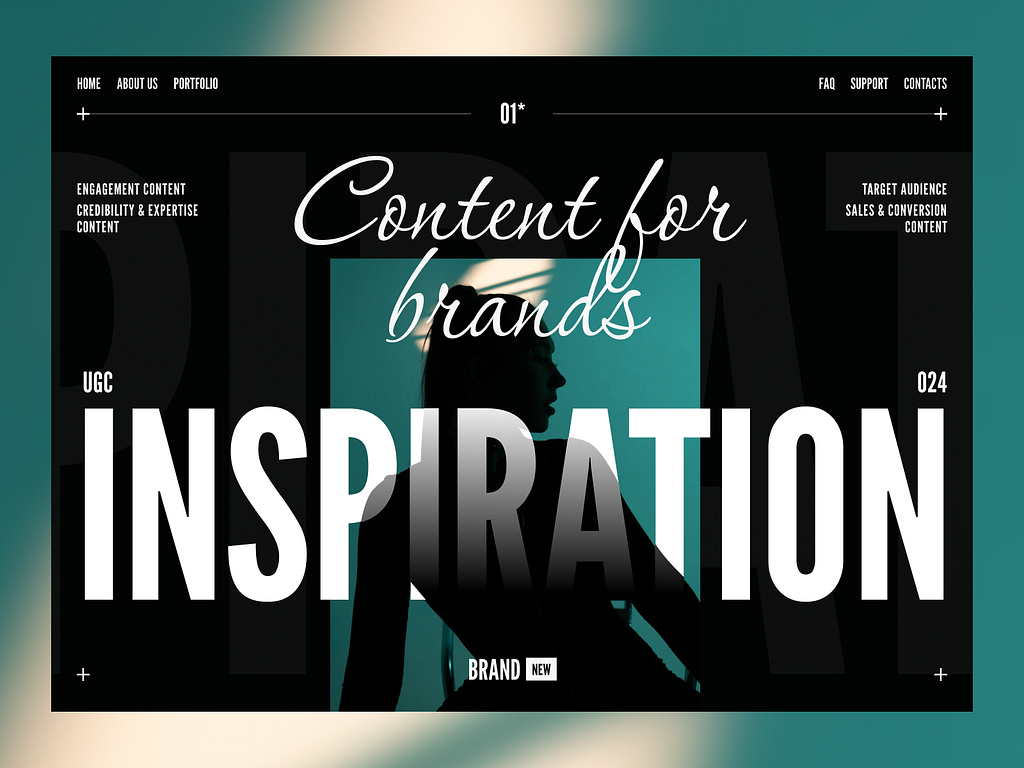 HOME ABOUT US PORTFOLIO
FAQ SUPPORT CONTACTS
01*
ENGAGEMENT CONTENT
CREDIBILITY & EXPERTISE
CONTENT
TARGET AUDIENCE
SALES & CONVERSION
CONTENT
Content for
brands
UGC
024
INSPIRATION
BRAND NEW